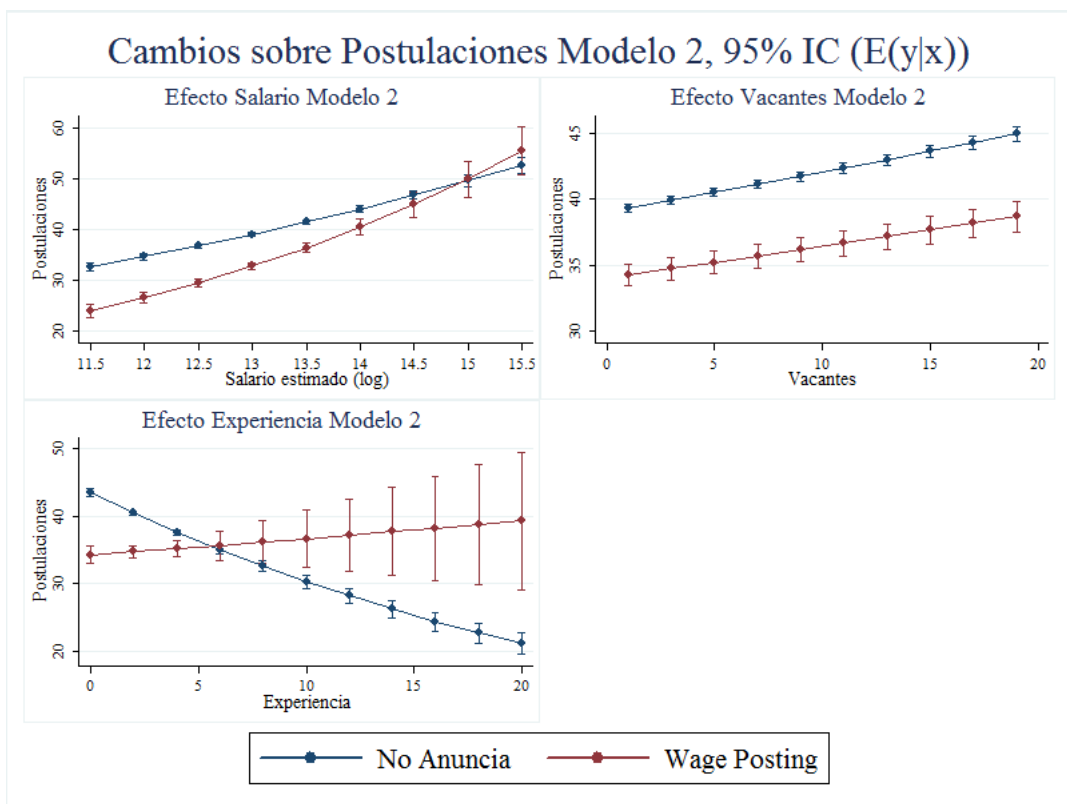 Cambios sobre Postulaciones Modelo 2, 95% IC (E(y|x))
Efecto Salario Modelo 2
Postulaciones
60
50
40
30
20
11.5 12 12.5 13 13.5 14 14.5 15 15.5
Salario estimado (log)
Efecto Vacantes Modelo 2
Postulaciones
45
40
35
30
0 5 10 15 20
Vacantes
Efecto Experiencia Modelo 2
Postulaciones
50
40
30
20
0 5 10 15 20
Experiencia
No Anuncia Wage Posting